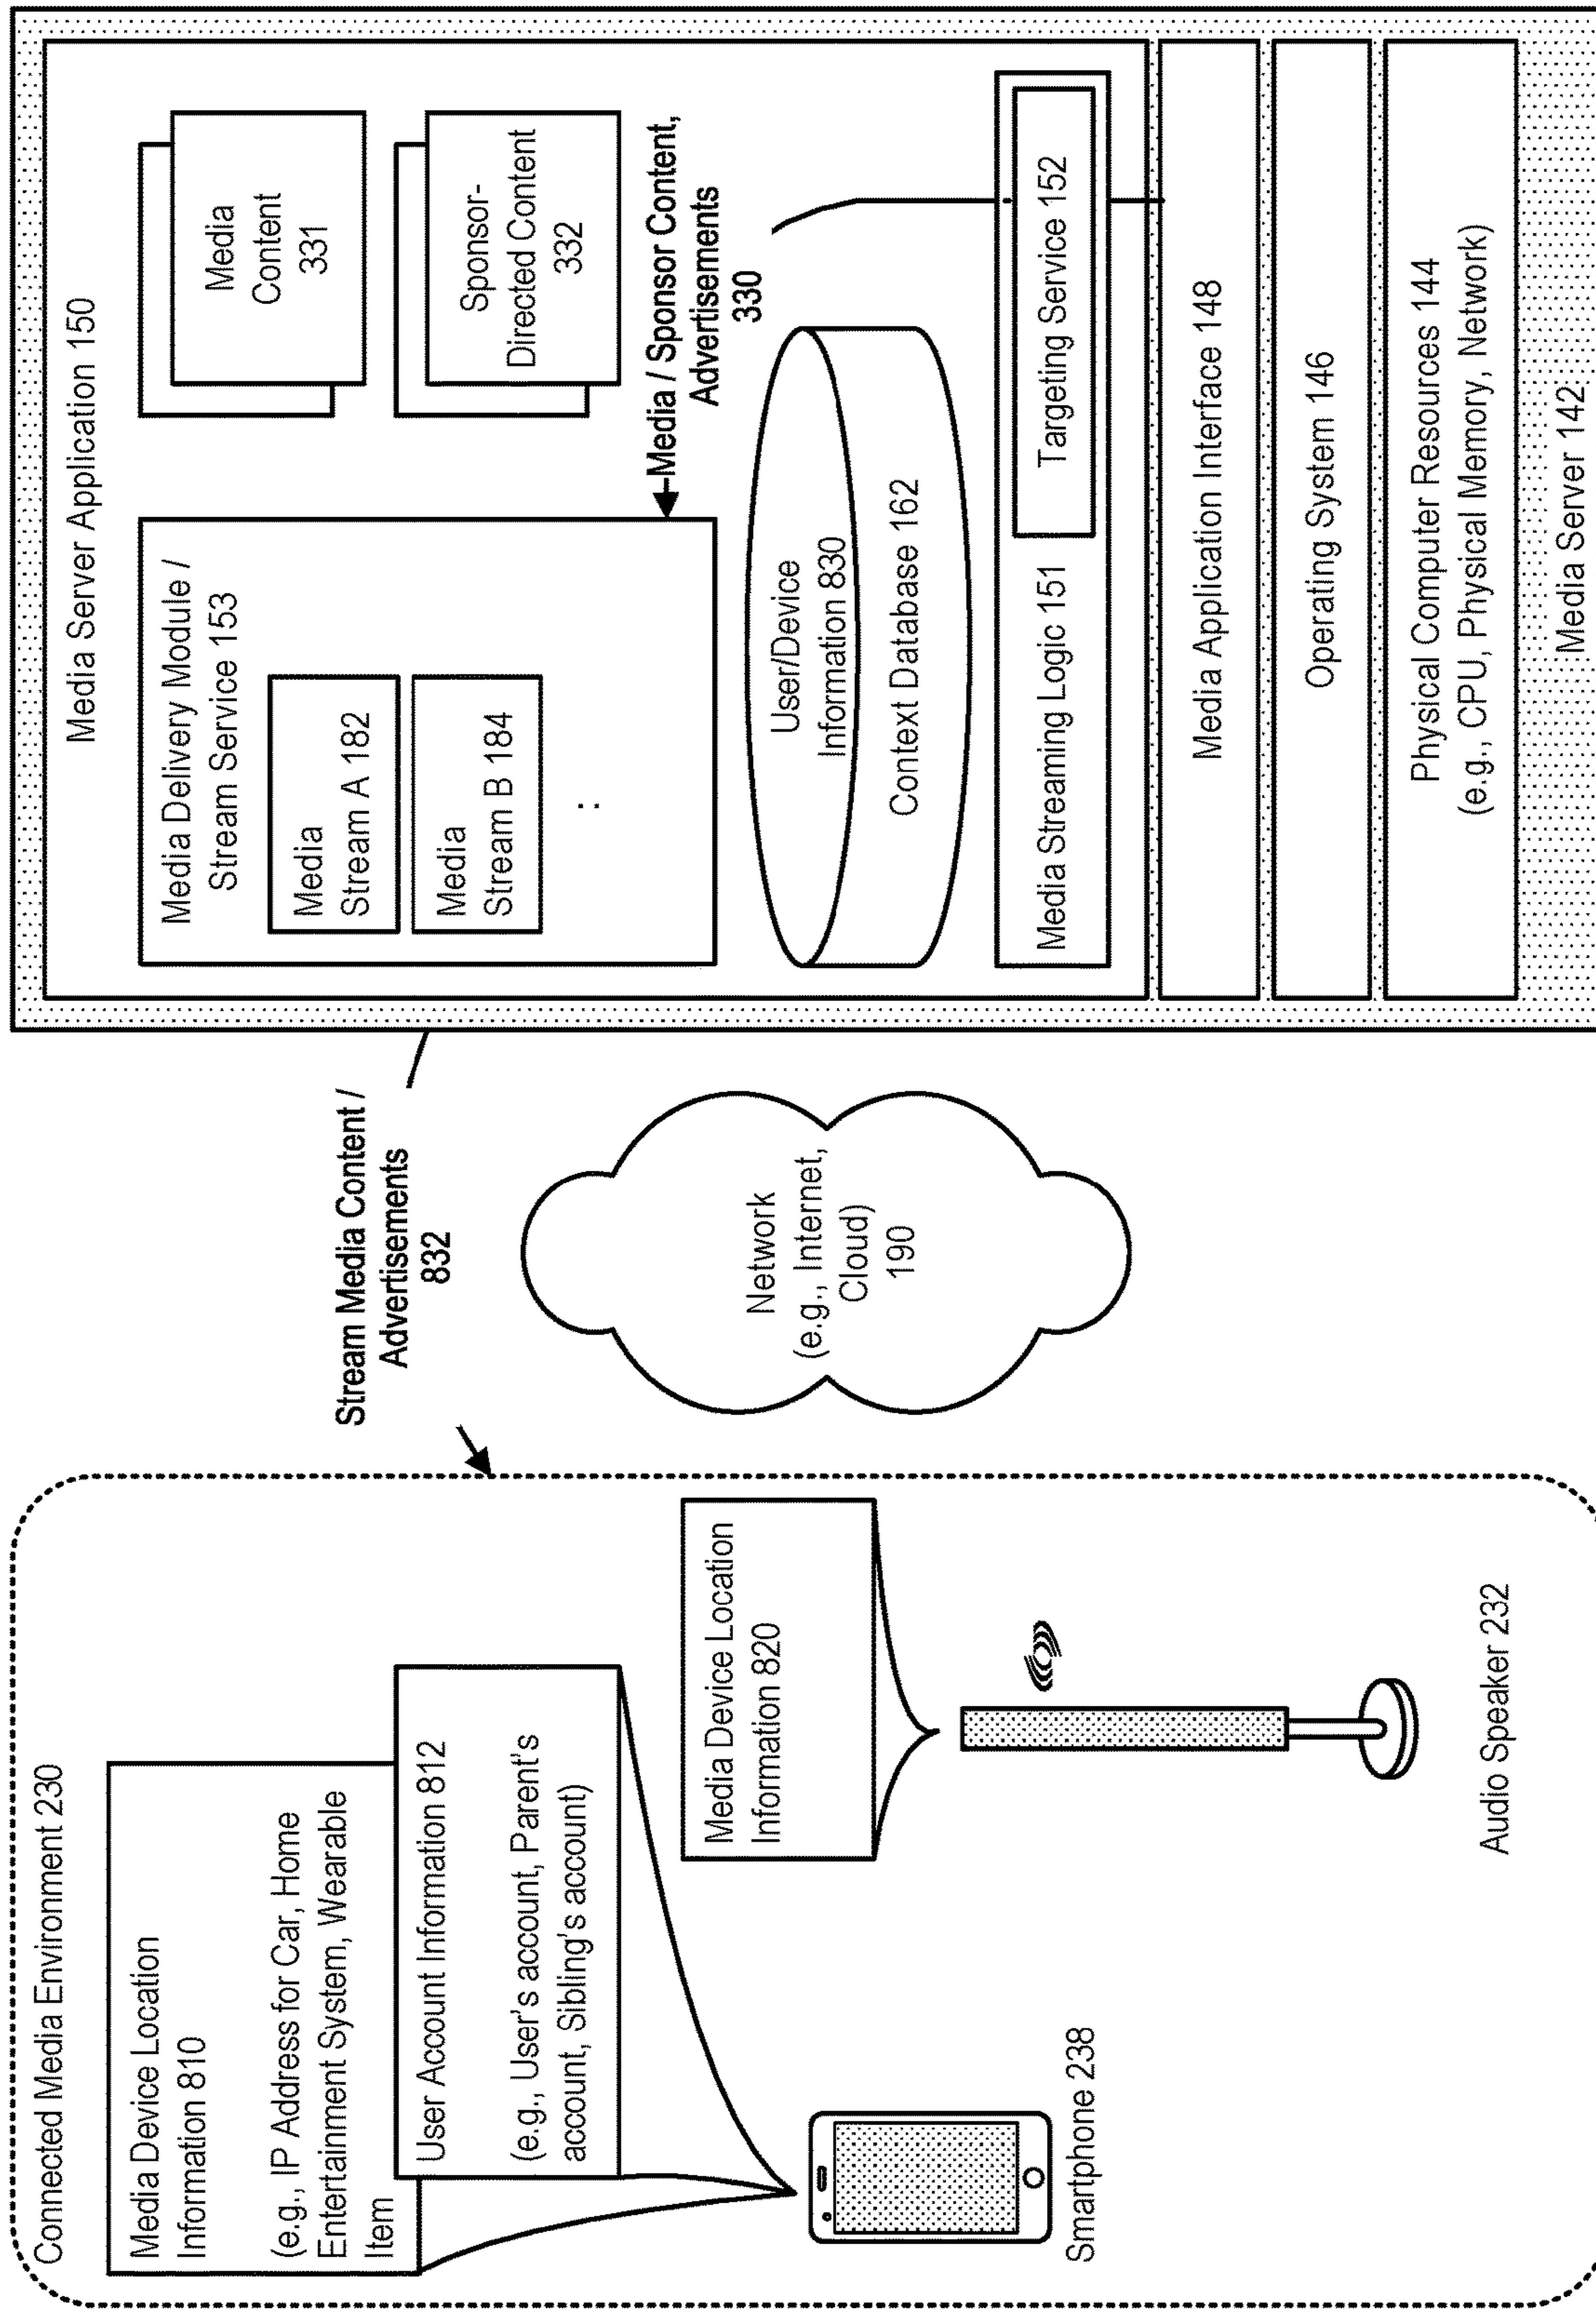 Connected Media Environment 230
Media Device Location
Information 810
(e.g., IP Address for Car, Home
Entertainment System, Wearable
Item
User Account Information 812
(e.g., User's account, Parent's
account, Sibling's account)
Smartphone 238
Media Device Location
Information 820
Audio Speaker 232
Stream Media Content /
Advertisements
832
Network
(e.g., Internet,
Cloud)
190
Media Server Application 150
Media Delivery Module /
Stream Service 153
Media
Stream A 182
Media
Stream B 184
:
Media
Content
331
Sponsor-
Directed Content
332
Media / Sponsor Content,
Advertisements
330
User/Device
Information 830
Context Database 162
Media Streaming Logic 151
Targeting Service 152
Media Application Interface 148
Operating System 146
Physical Computer Resources 144
(e.g., CPU, Physical Memory, Network)
Media Server 142